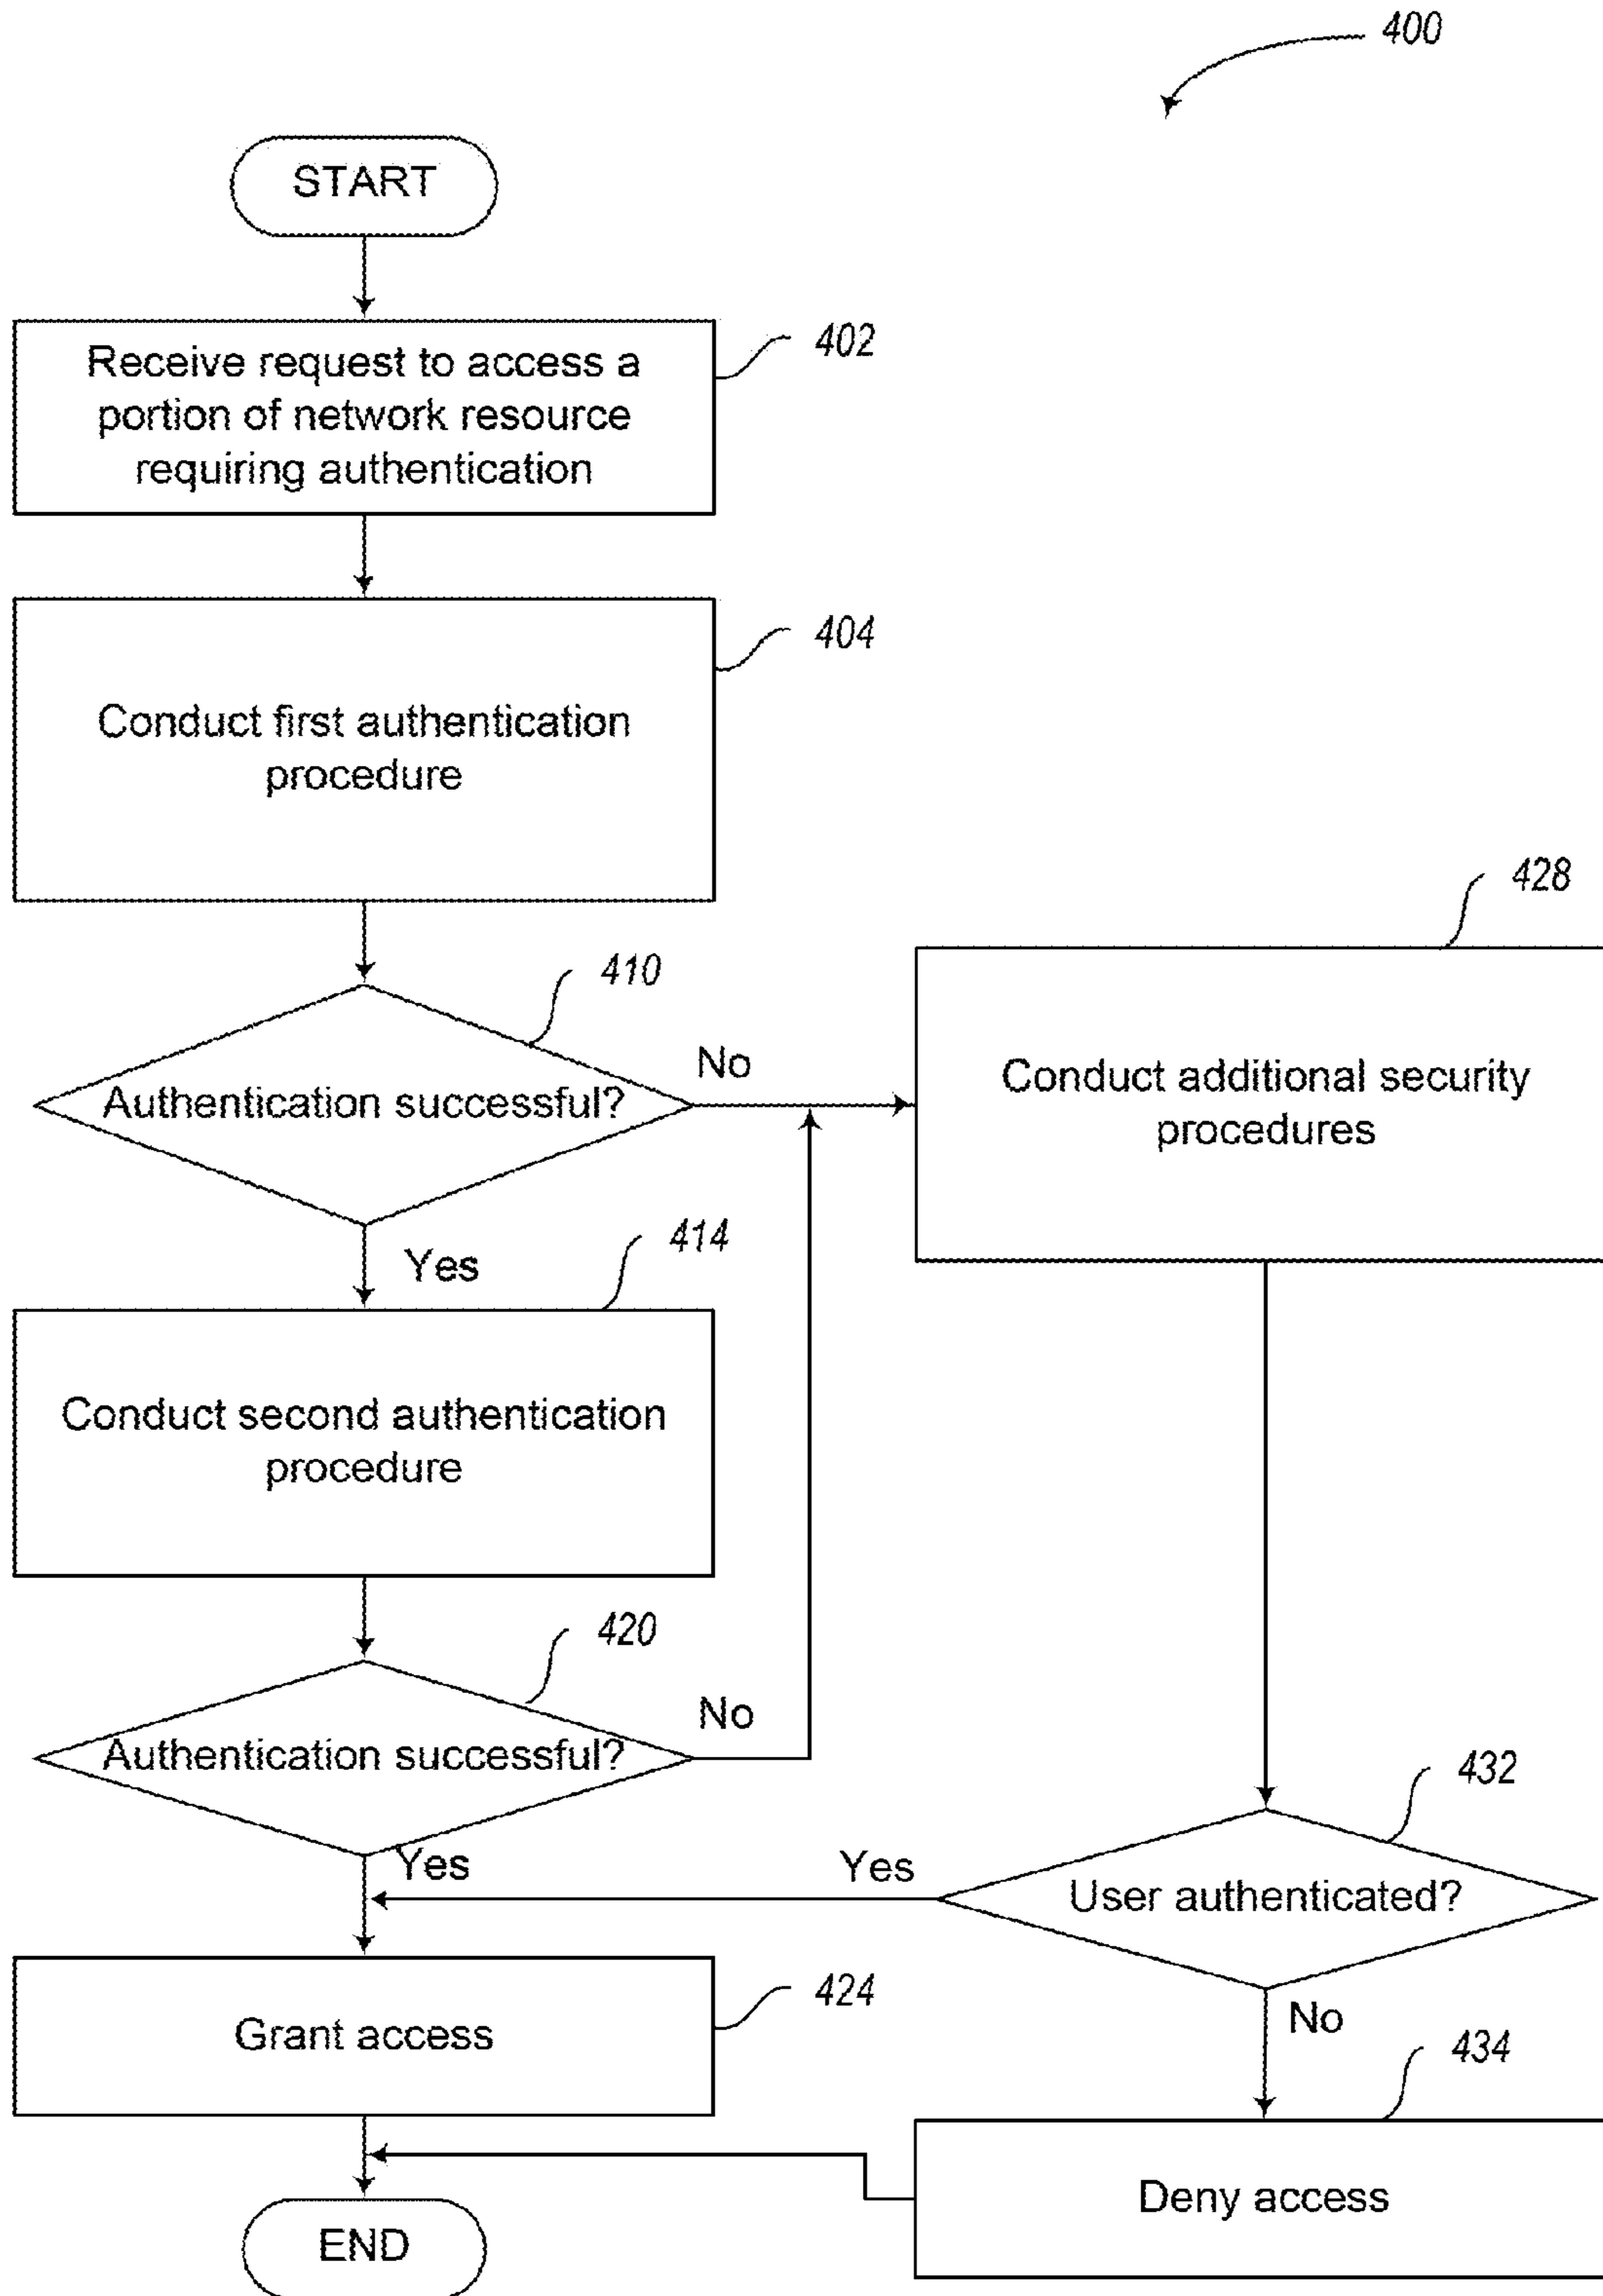 400
START
402
Receive request to access a
portion of network resource
requiring authentication
404
Conduct first authentication
procedure
428
410
No
Authentication successful?
Conduct additional security
procedures
414
Yes
Conduct second authentication
procedure
420
No
Authentication successful?
432
Yes
Yes
User authenticated?
424
Grant access
No
434
Deny access
END